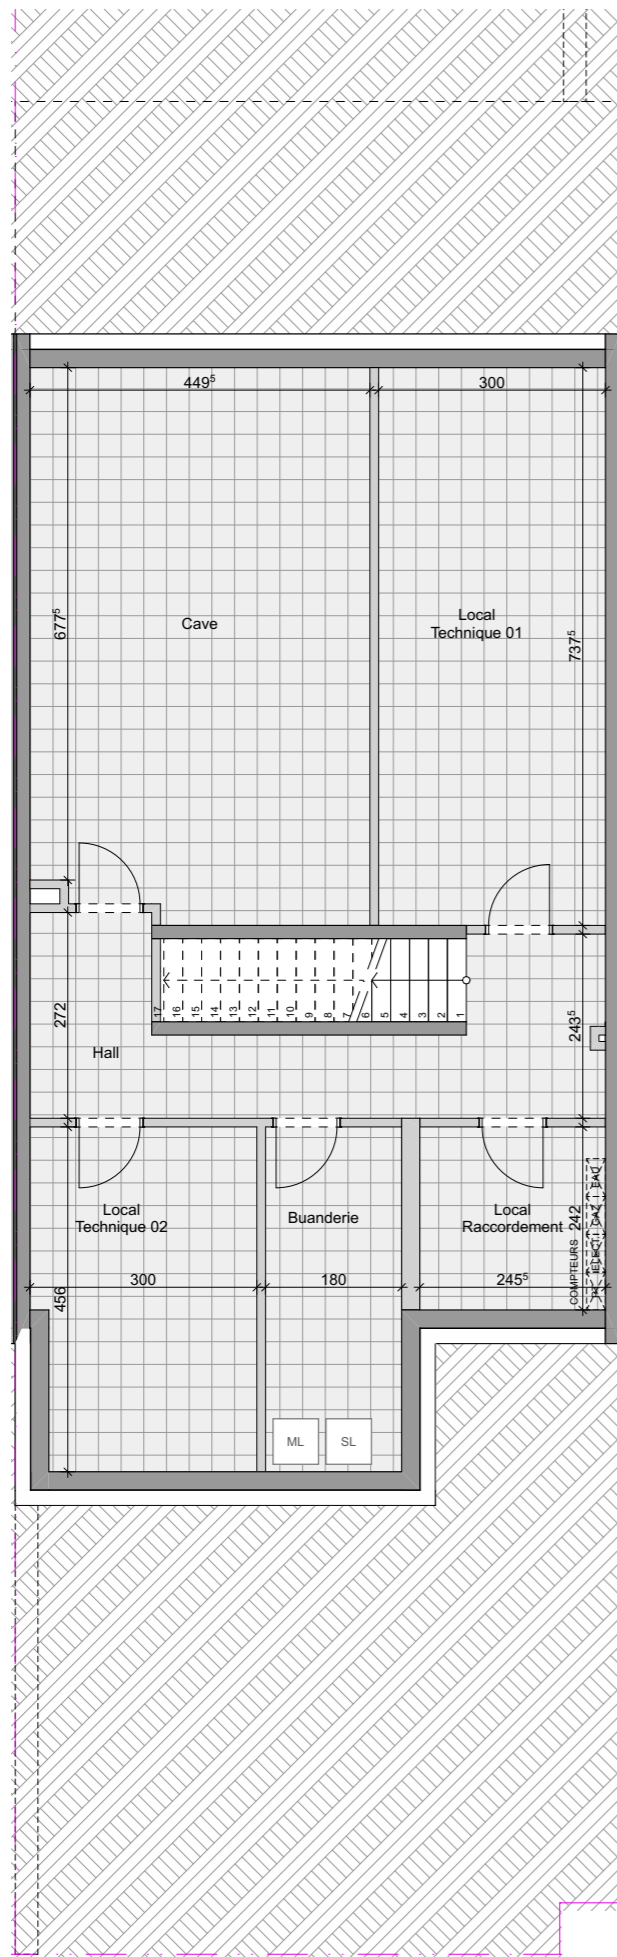 449⁵
300
677⁵
Cave
Local
Technique 01
737⁵
17
16
15
14
13
12
11
10
9
8
7
6
5
4
3
2
1
272
Hall
243⁵
Local
Technique 02
Buanderie
Local
Raccordement
242
COMPTEURS
ELECT.
GAZ
EAU
300
180
245⁵
456
ML
SL